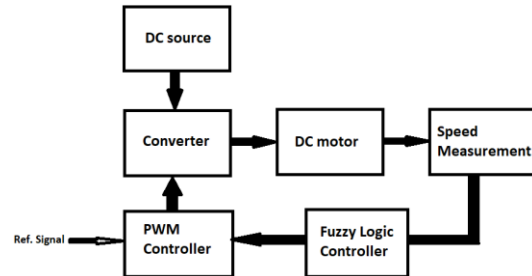 DC source
Converter
DC motor
Speed
Measurement
Ref. Signal
PWM
Controller
Fuzzy Logic
Controller